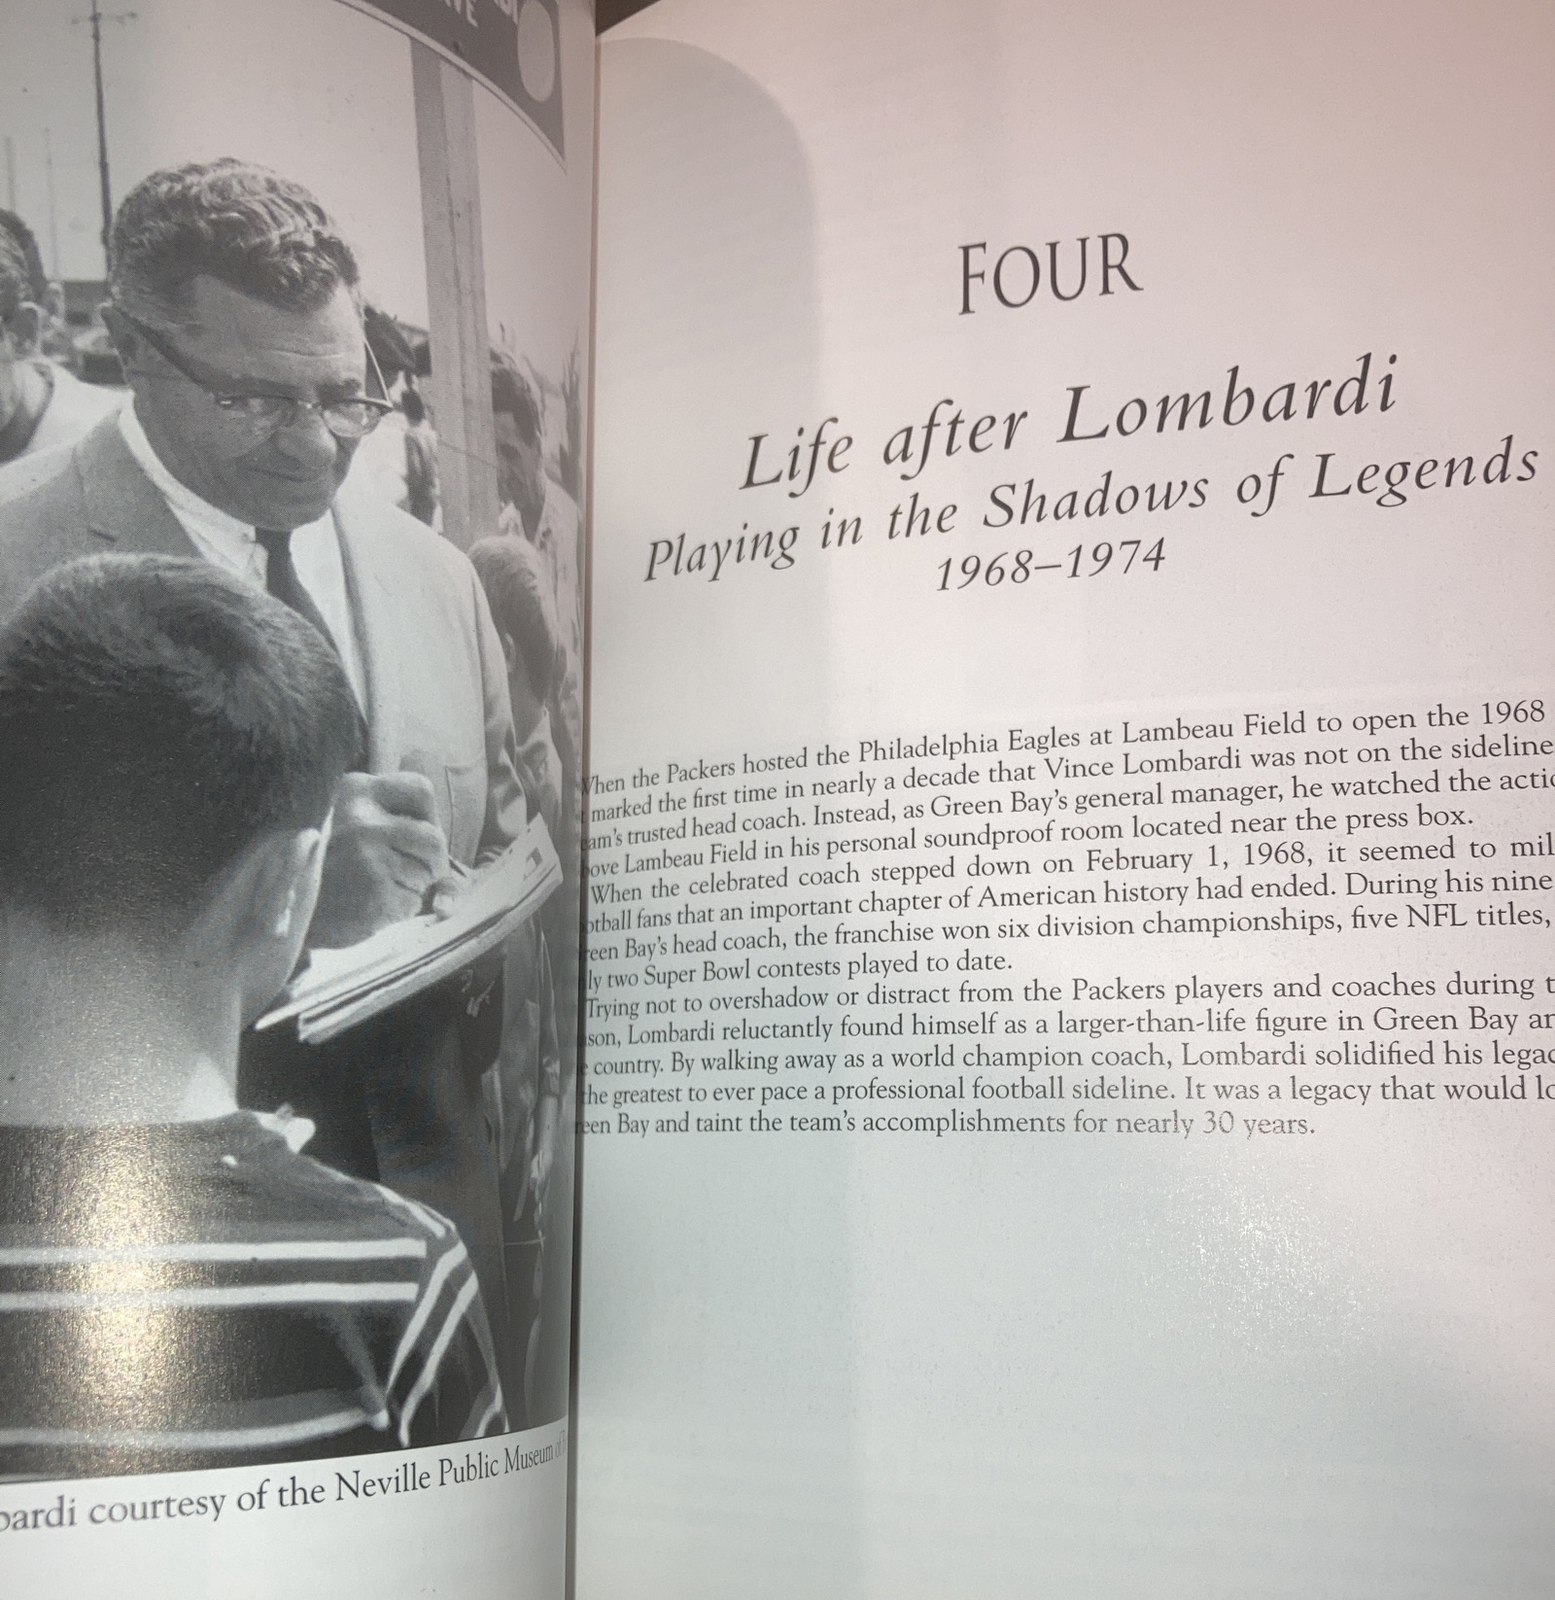 bardi courtesy of the Neville Public Museum
FOUR
Life after Lombardi
Playing in the Shadows of Legends
1968–1974
When the Packers hosted the Philadelphia Eagles at Lambeau Field to open the 1968
marked the first time in nearly a decade that Vince Lombardi was not on the sideline
am's trusted head coach. Instead, as Green Bay's general manager, he watched the actio
ove Lambeau Field in his personal soundproof room located near the press box.
When the celebrated coach stepped down on February 1, 1968, it seemed to mil
otball fans that an important chapter of American history had ended. During his nine
reen Bay's head coach, the franchise won six division championships, five NFL titles,
ly two Super Bowl contests played to date.
Trying not to overshadow or distract from the Packers players and coaches during t
son, Lombardi reluctantly found himself as a larger-than-life figure in Green Bay an
country. By walking away as a world champion coach, Lombardi solidified his legac
the greatest to ever pace a professional football sideline. It was a legacy that would lo
een Bay and taint the team's accomplishments for nearly 30 years.